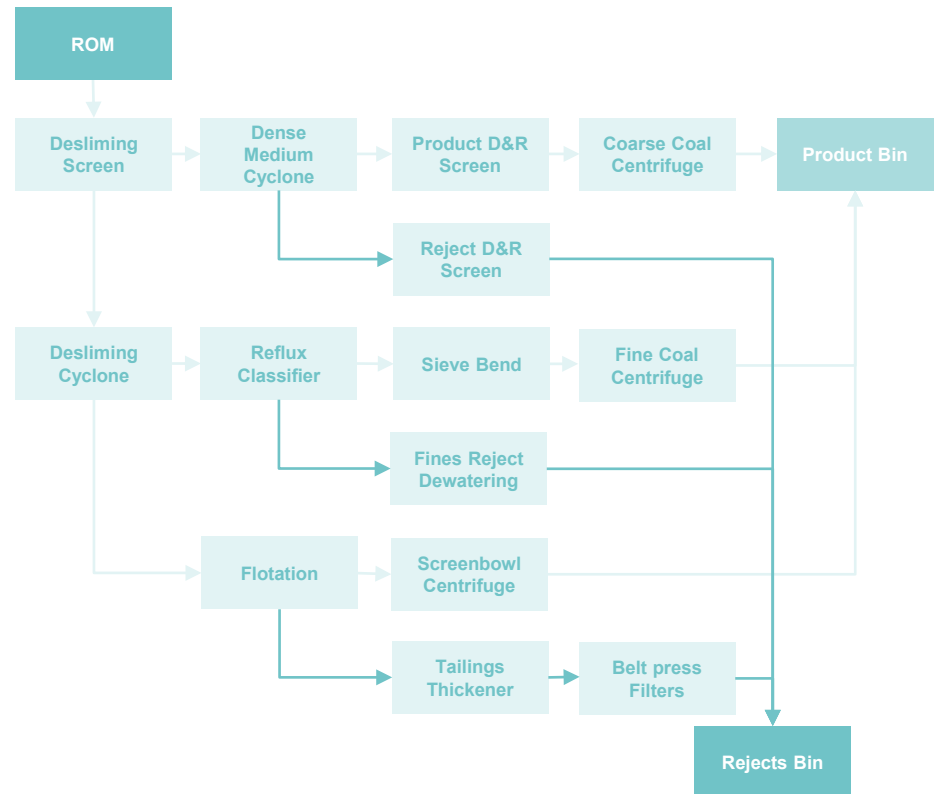 ROM
Desliming
Screen
Dense
Medium
Cyclone
Product D&R
Screen
Coarse Coal
Centrifuge
Product Bin
Reject D&R
Screen
Desliming
Cyclone
Reflux
Classifier
Sieve Bend
Fine Coal
Centrifuge
Fines Reject
Dewatering
Flotation
Screenbowl
Centrifuge
Tailings
Thickener
Belt press
Filters
Rejects Bin